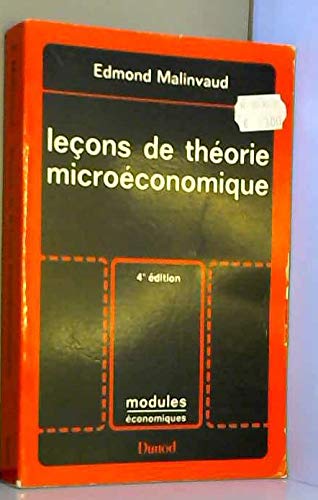 Edmond Malinvaud
leçons de théorie
microéconomique
4e édition
modules
économiques
Dunod